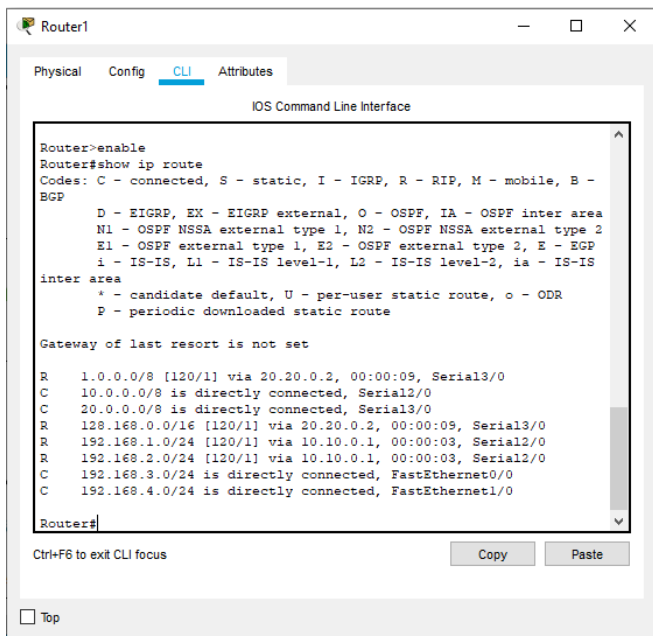 Router1
Physical Config CLI Attributes
IOS Command Line Interface
Router>enable
Router#show ip route
Codes: C - connected, S - static, I - IGRP, R - RIP, M - mobile, B -
BGP
D - EIGRP, EX - EIGRP external, O - OSPF, IA - OSPF inter area
N1 - OSPF NSSA external type 1, N2 - OSPF NSSA external type 2
E1 - OSPF external type 1, E2 - OSPF external type 2, E - EGP
i - IS-IS, L1 - IS-IS level-1, L2 - IS-IS level-2, ia - IS-IS
inter area
* - candidate default, U - per-user static route, o - ODR
P - periodic downloaded static route
Gateway of last resort is not set
R 1.0.0.0/8 [120/1] via 20.20.0.2, 00:00:09, Serial3/0
C 10.0.0.0/8 is directly connected, Serial2/0
C 20.0.0.0/8 is directly connected, Serial3/0
R 128.168.0.0/16 [120/1] via 20.20.0.2, 00:00:09, Serial3/0
R 192.168.1.0/24 [120/1] via 10.10.0.1, 00:00:03, Serial2/0
R 192.168.2.0/24 [120/1] via 10.10.0.1, 00:00:03, Serial2/0
C 192.168.3.0/24 is directly connected, FastEthernet0/0
C 192.168.4.0/24 is directly connected, FastEthernet1/0
Router#
Ctrl+F6 to exit CLI focus Copy Paste
Top